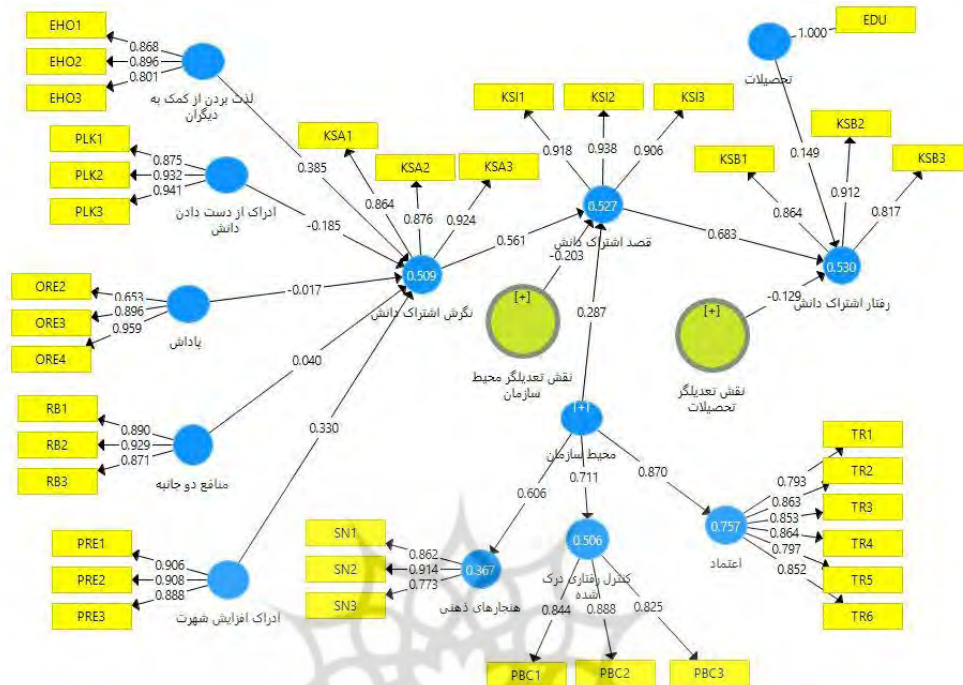 EHO1
0.868
EHO2
0.896
EHO3
0.801
لذت بردن از کمک به
دیگران
0.385
PLK1
0.875
PLK2
0.932
PLK3
0.941
ادراک از دست دادن
دانش
-0.185
ORE2
0.653
ORE3
0.896
ORE4
0.959
پاداش
-0.017
RB1
0.890
RB2
0.929
RB3
0.871
منافع دو جانبه
0.040
PRE1
0.906
PRE2
0.908
PRE3
0.888
ادراک افزایش شهرت
0.330
KSA1
0.864
KSA2
0.876
KSA3
0.924
0.509
نگرش اشتراک دانش
0.561
KSI1
0.918
KSI2
0.938
KSI3
0.906
0.527
قصد اشتراک دانش
-0.203
[+]
نقش تعدیلگر محیط
سازمان
0.287
0.683
EDU
1.000
تحصیلات
0.149
KSB1
0.864
KSB2
0.912
KSB3
0.817
0.530
رفتار اشتراک دانش
-0.129
[+]
نقش تعدیلگر
تحصیلات
[+]
محیط سازمان
0.606
0.711
0.870
SN1
0.862
SN2
0.914
SN3
0.773
0.367
هنجارهای ذهنی
0.506
کنترل رفتاری درک
شده
0.844
0.888
0.825
PBC1
PBC2
PBC3
0.757
اعتماد
TR1
0.793
TR2
0.863
TR3
0.853
TR4
0.864
TR5
0.797
TR6
0.852